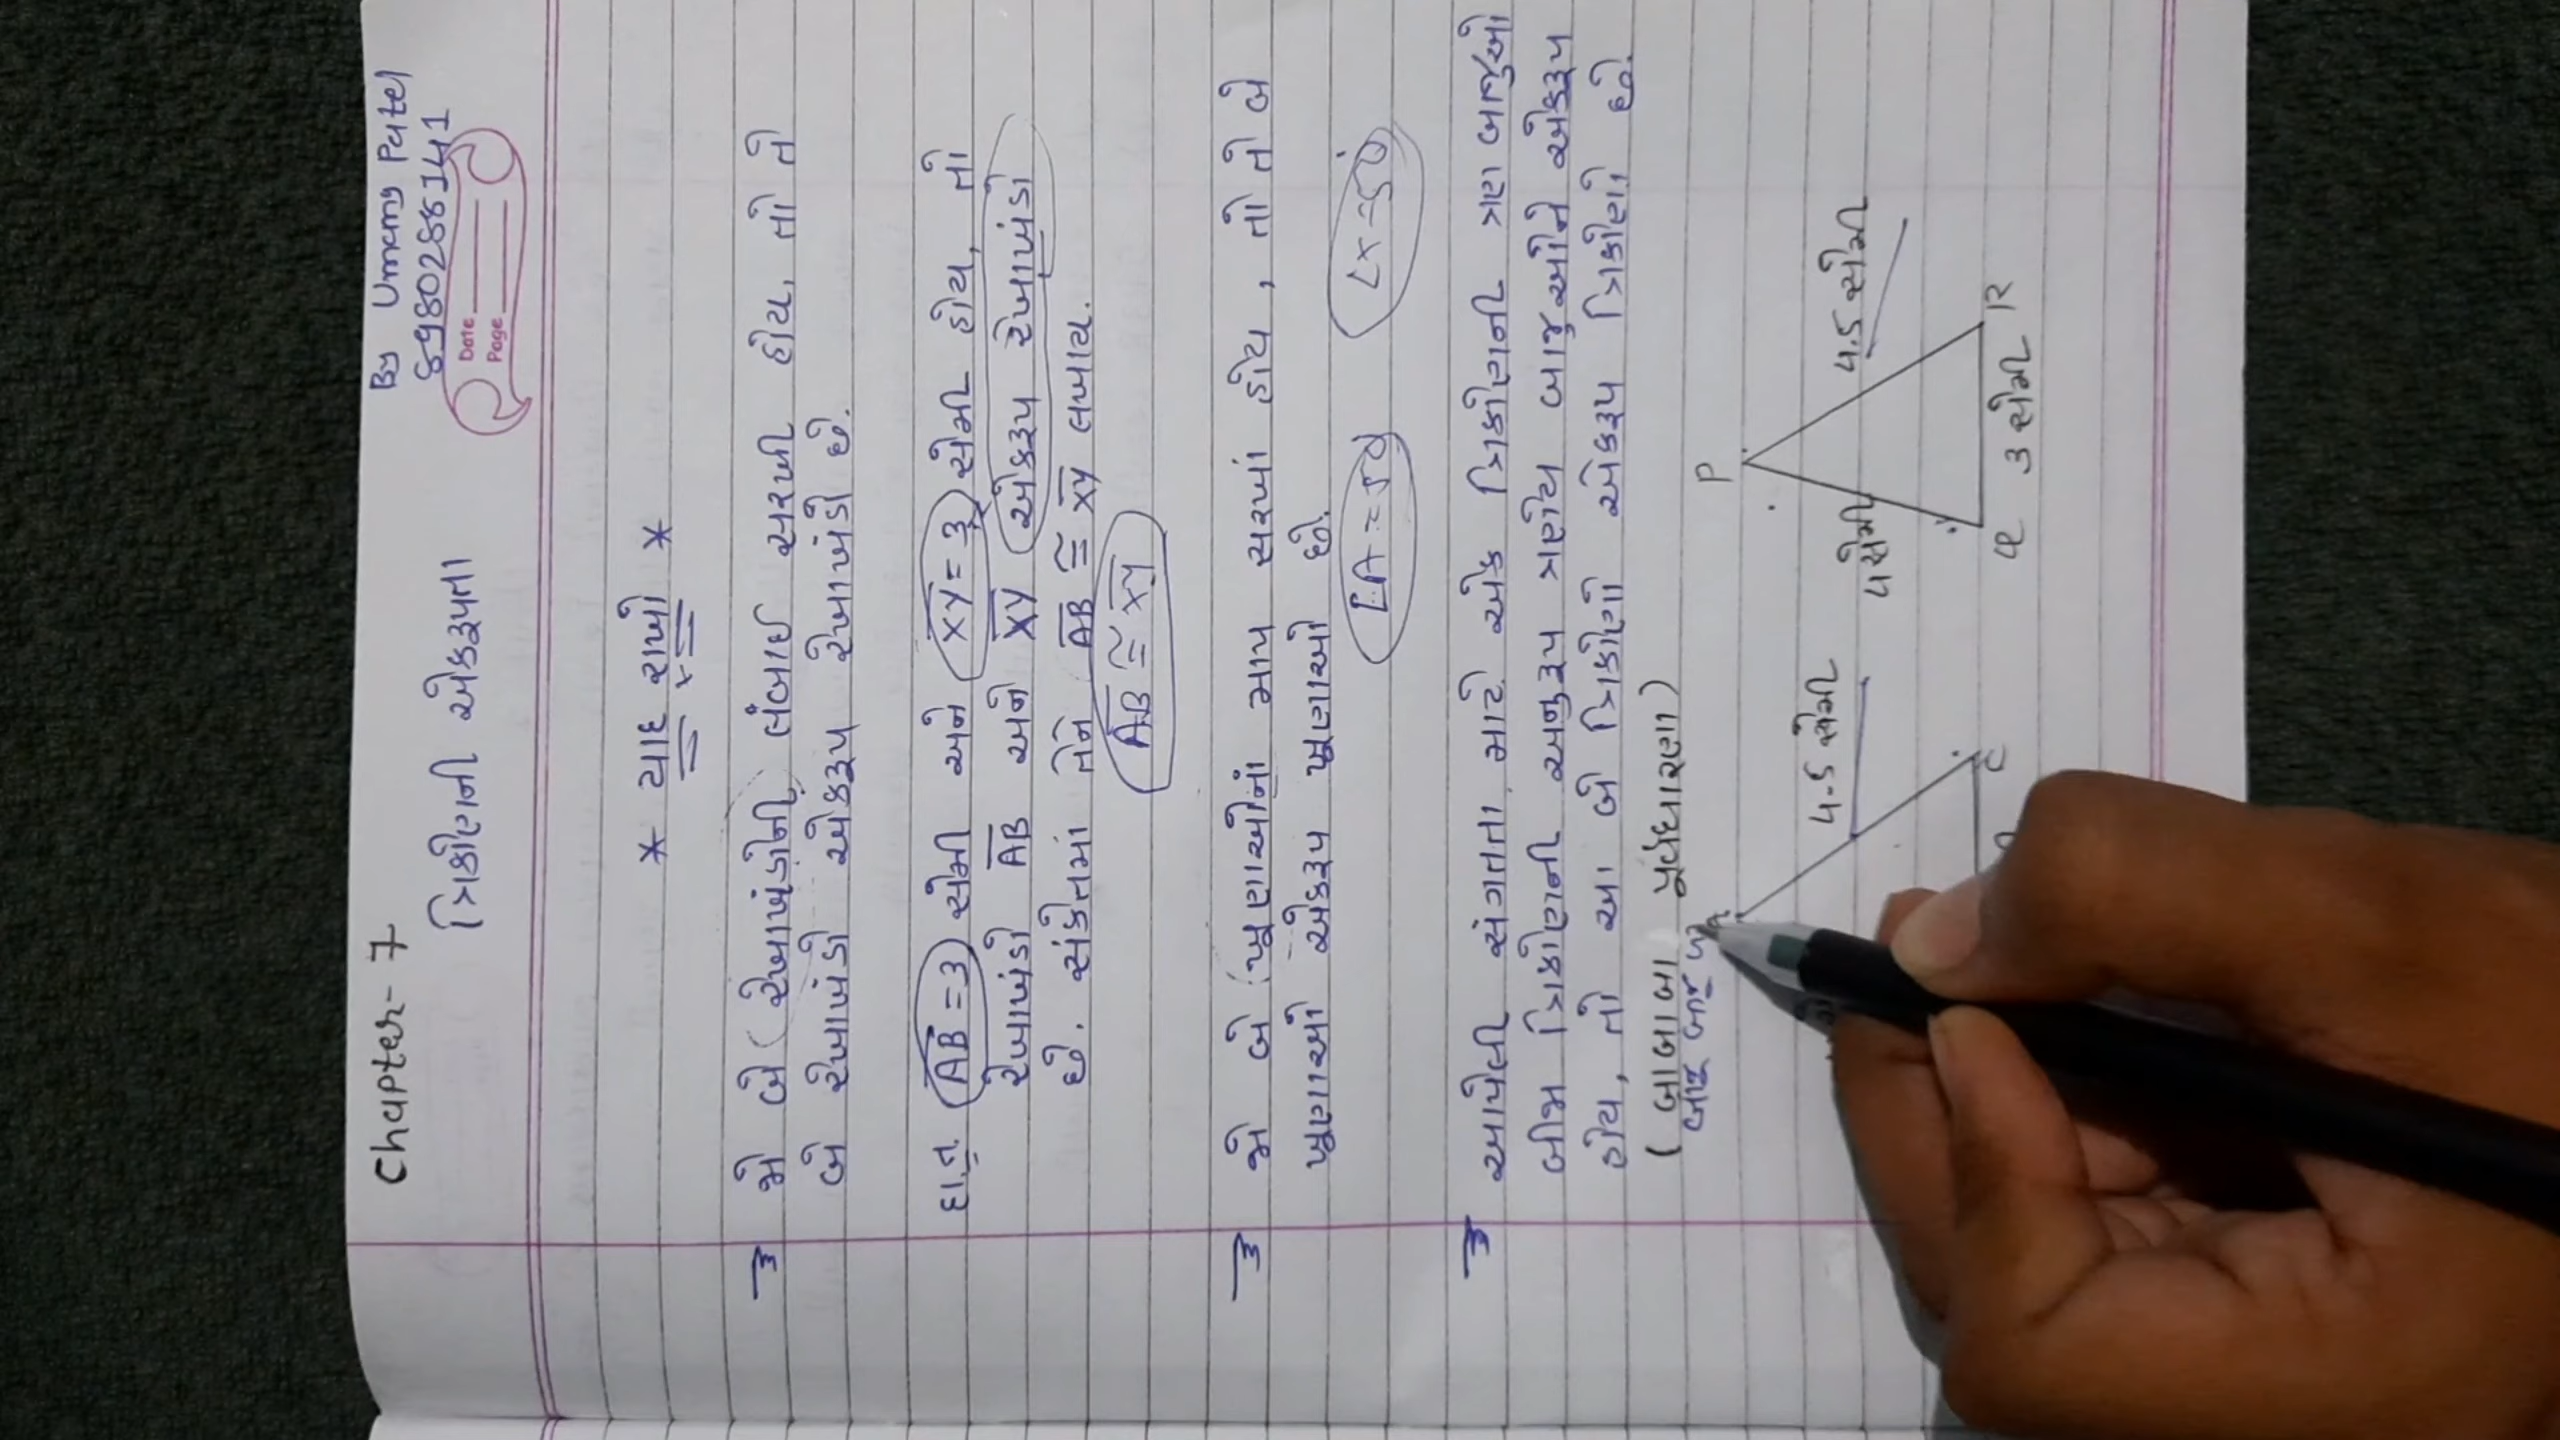 Chapter- 7
By Umang Patel
6980288141
ત્રિકોણની એકરૂપતા
Date
Page
* યાદ રાખો *
→ જો બે રેખાખંડોની લંબાઈ સરખી હોય, તો તે
બે રેખાખંડો એકરૂપ રેખાખંડો છે.
દા.ત. AB = 3 સેમી અને XY = 3 સેમી હોય, તો
રેખાખંડો AB અને XY એકરૂપ રેખાખંડો
છે. સંકેતમાં તેને AB ≅ XY લખાય.
AB ≅ XY
→ જો બે ખૂણાઓનાં માપ સરખાં હોય, તો તે બે
ખૂણાઓ એકરૂપ ખૂણાઓ છે.
∠A = 50 ∠x = 50°
→ આપેલી સંગતતા માટે એક ત્રિકોણની ત્રણ બાજુઓ
બીજા ત્રિકોણની અનુરૂપ ત્રણેય બાજુઓને એકરૂપ
હોય, તો આ બે ત્રિકોણો એકરૂપ ત્રિકોણો છે.
( બાબાબા પૂર્વધારણા)
બાજુ બાજુ
P
4.5 સેમી
4 સેમી
4.5 સેમી
C
Q 3 સેમી R